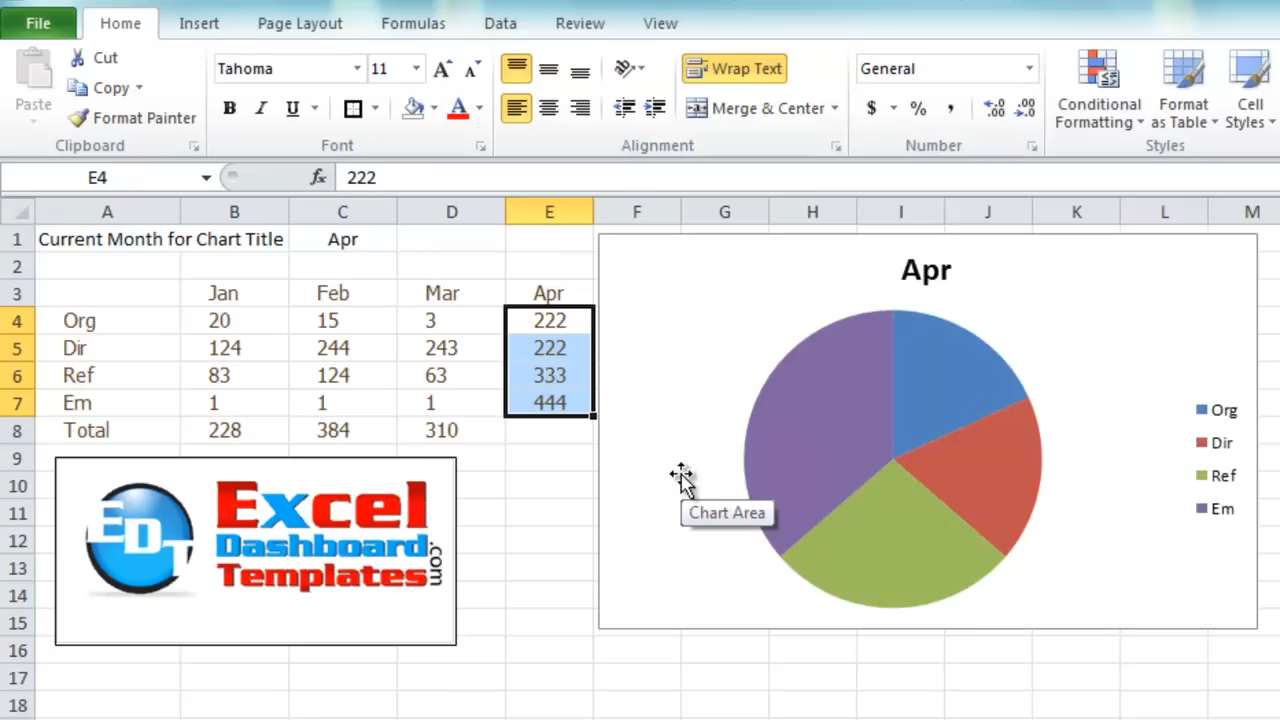 File Home Insert Page Layout Formulas Data Review View
Paste
Cut
Copy
Format Painter
Clipboard
Tahoma 11
B I U A
Font
Wrap Text
Merge & Center
Alignment
General
$ % , .00 .00
Number
Conditional Formatting
Format as Table
Cell Styles
Styles
E4 fx 222
A B C D E F G H I J K L M
1 Current Month for Chart Title Apr
2
3 Jan Feb Mar Apr
4 Org 20 15 3 222
5 Dir 124 244 243 222
6 Ref 83 124 63 333
7 Em 1 1 1 444
8 Total 228 384 310
9
10
11
12
13
14
15
16
17
18
EDT
Excel
Dashboard
Templates
.com
Apr
Org
Dir
Ref
Em
Chart Area